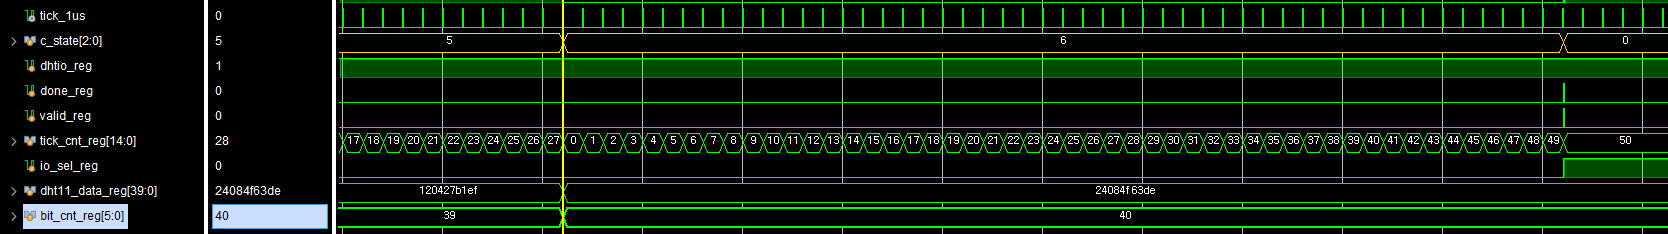 tick_1us 0
c_state[2:0] 5 5 6 0
dhtio_reg 1
done_reg 0
valid_reg 0
tick_cnt_reg[14:0] 28 17 18 19 20 21 22 23 24 25 26 27 0 1 2 3 4 5 6 7 8 9 10 11 12 13 14 15 16 17 18 19 20 21 22 23 24 25 26 27 28 29 30 31 32 33 34 35 36 37 38 39 40 41 42 43 44 45 46 47 48 49 50
io_sel_reg 0
dht11_data_reg[39:0] 24084f63de 120427b1ef 24084f63de
bit_cnt_reg[5:0] 40 39 40